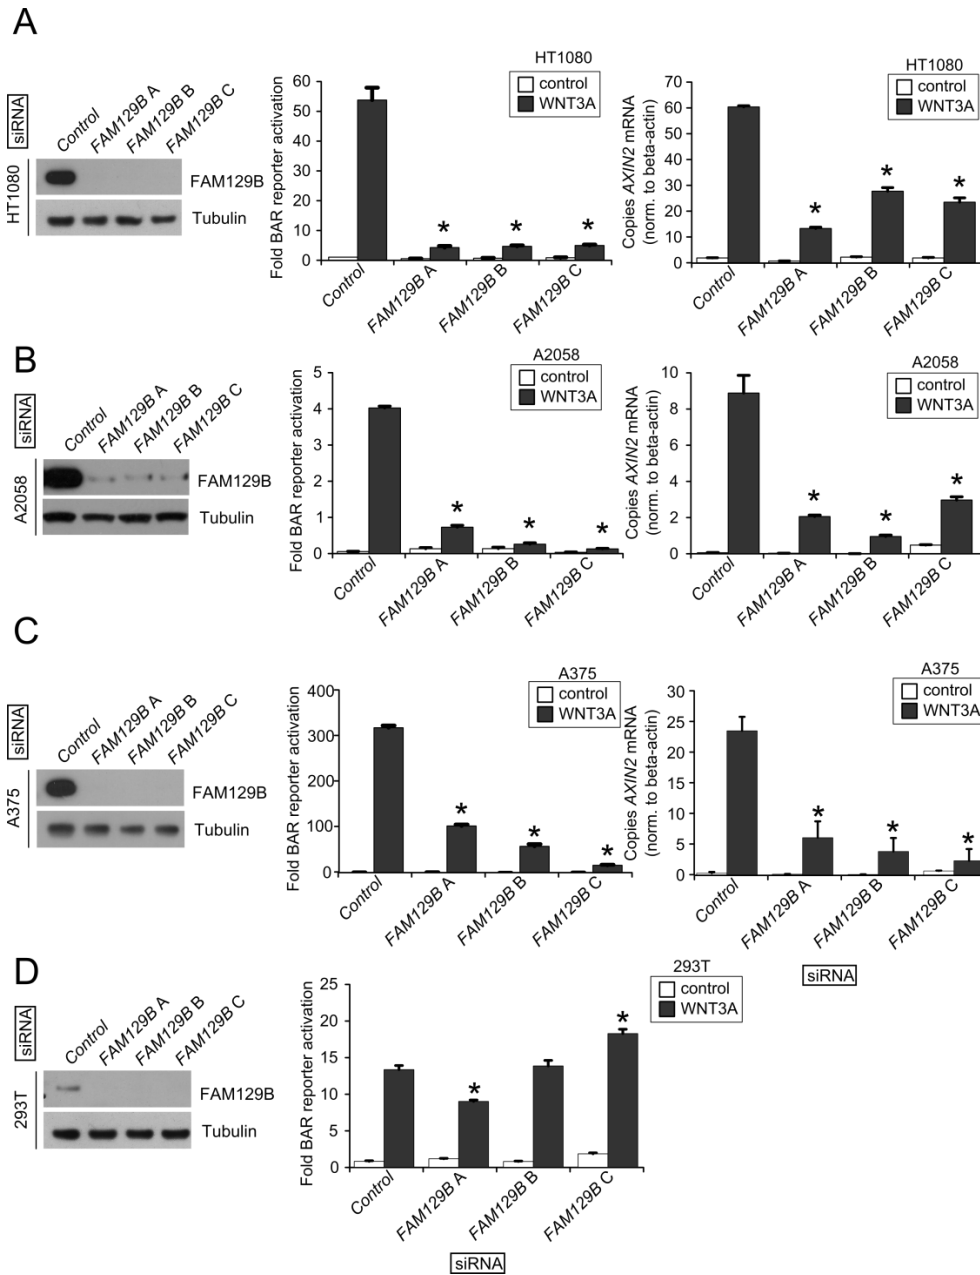 A
siRNA
Control
FAM129B A
FAM129B B
FAM129B C
HT1080
FAM129B
Tubulin
HT1080
control
WNT3A
Fold BAR reporter activation
60
50
40
30
20
10
0
Control
FAM129B A
FAM129B B
FAM129B C
* * *
HT1080
control
WNT3A
Copies AXIN2 mRNA
(norm. to beta-actin)
70
60
50
40
30
20
10
0
Control
FAM129B A
FAM129B B
FAM129B C
* * *
B
siRNA
Control
FAM129B A
FAM129B B
FAM129B C
A2058
FAM129B
Tubulin
A2058
control
WNT3A
Fold BAR reporter activation
5
4
3
2
1
0
Control
FAM129B A
FAM129B B
FAM129B C
* * *
A2058
control
WNT3A
Copies AXIN2 mRNA
(norm. to beta-actin)
10
8
6
4
2
0
Control
FAM129B A
FAM129B B
FAM129B C
* * *
C
siRNA
Control
FAM129B A
FAM129B B
FAM129B C
A375
FAM129B
Tubulin
A375
control
WNT3A
Fold BAR reporter activation
400
300
200
100
0
Control
FAM129B A
FAM129B B
FAM129B C
* * *
A375
control
WNT3A
Copies AXIN2 mRNA
(norm. to beta-actin)
30
25
20
15
10
5
0
Control
FAM129B A
FAM129B B
FAM129B C
* * *
siRNA
D
siRNA
Control
FAM129B A
FAM129B B
FAM129B C
293T
FAM129B
Tubulin
293T
control
WNT3A
Fold BAR reporter activation
25
20
15
10
5
0
Control
FAM129B A
FAM129B B
FAM129B C
* *
siRNA